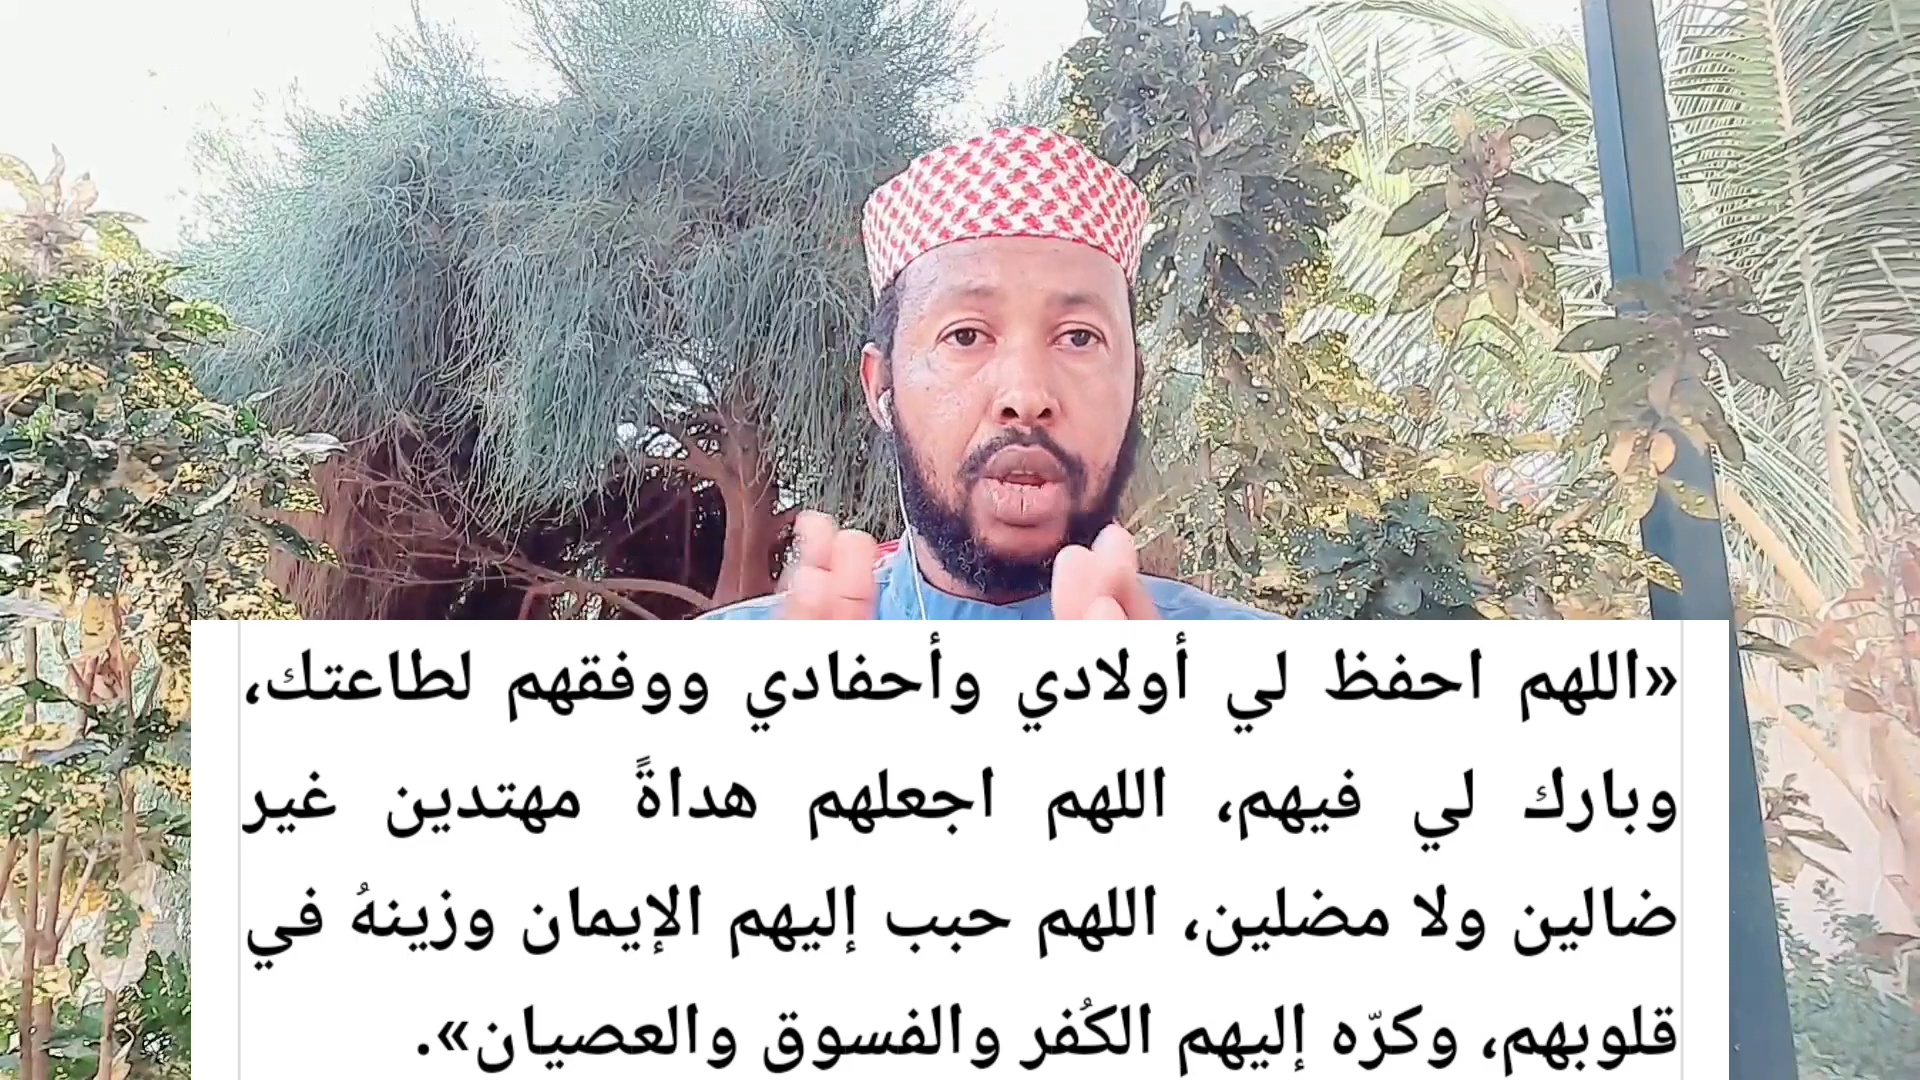 «اللهم احفظ لي أولادي وأحفادي ووفقهم لطاعتك،
وبارك لي فيهم، اللهم اجعلهم هداةً مهتدين غير
ضالين ولا مضلين، اللهم حبب إليهم الإيمان وزينهُ في
قلوبهم، وكرّه إليهم الكُفر والفسوق والعصيان».